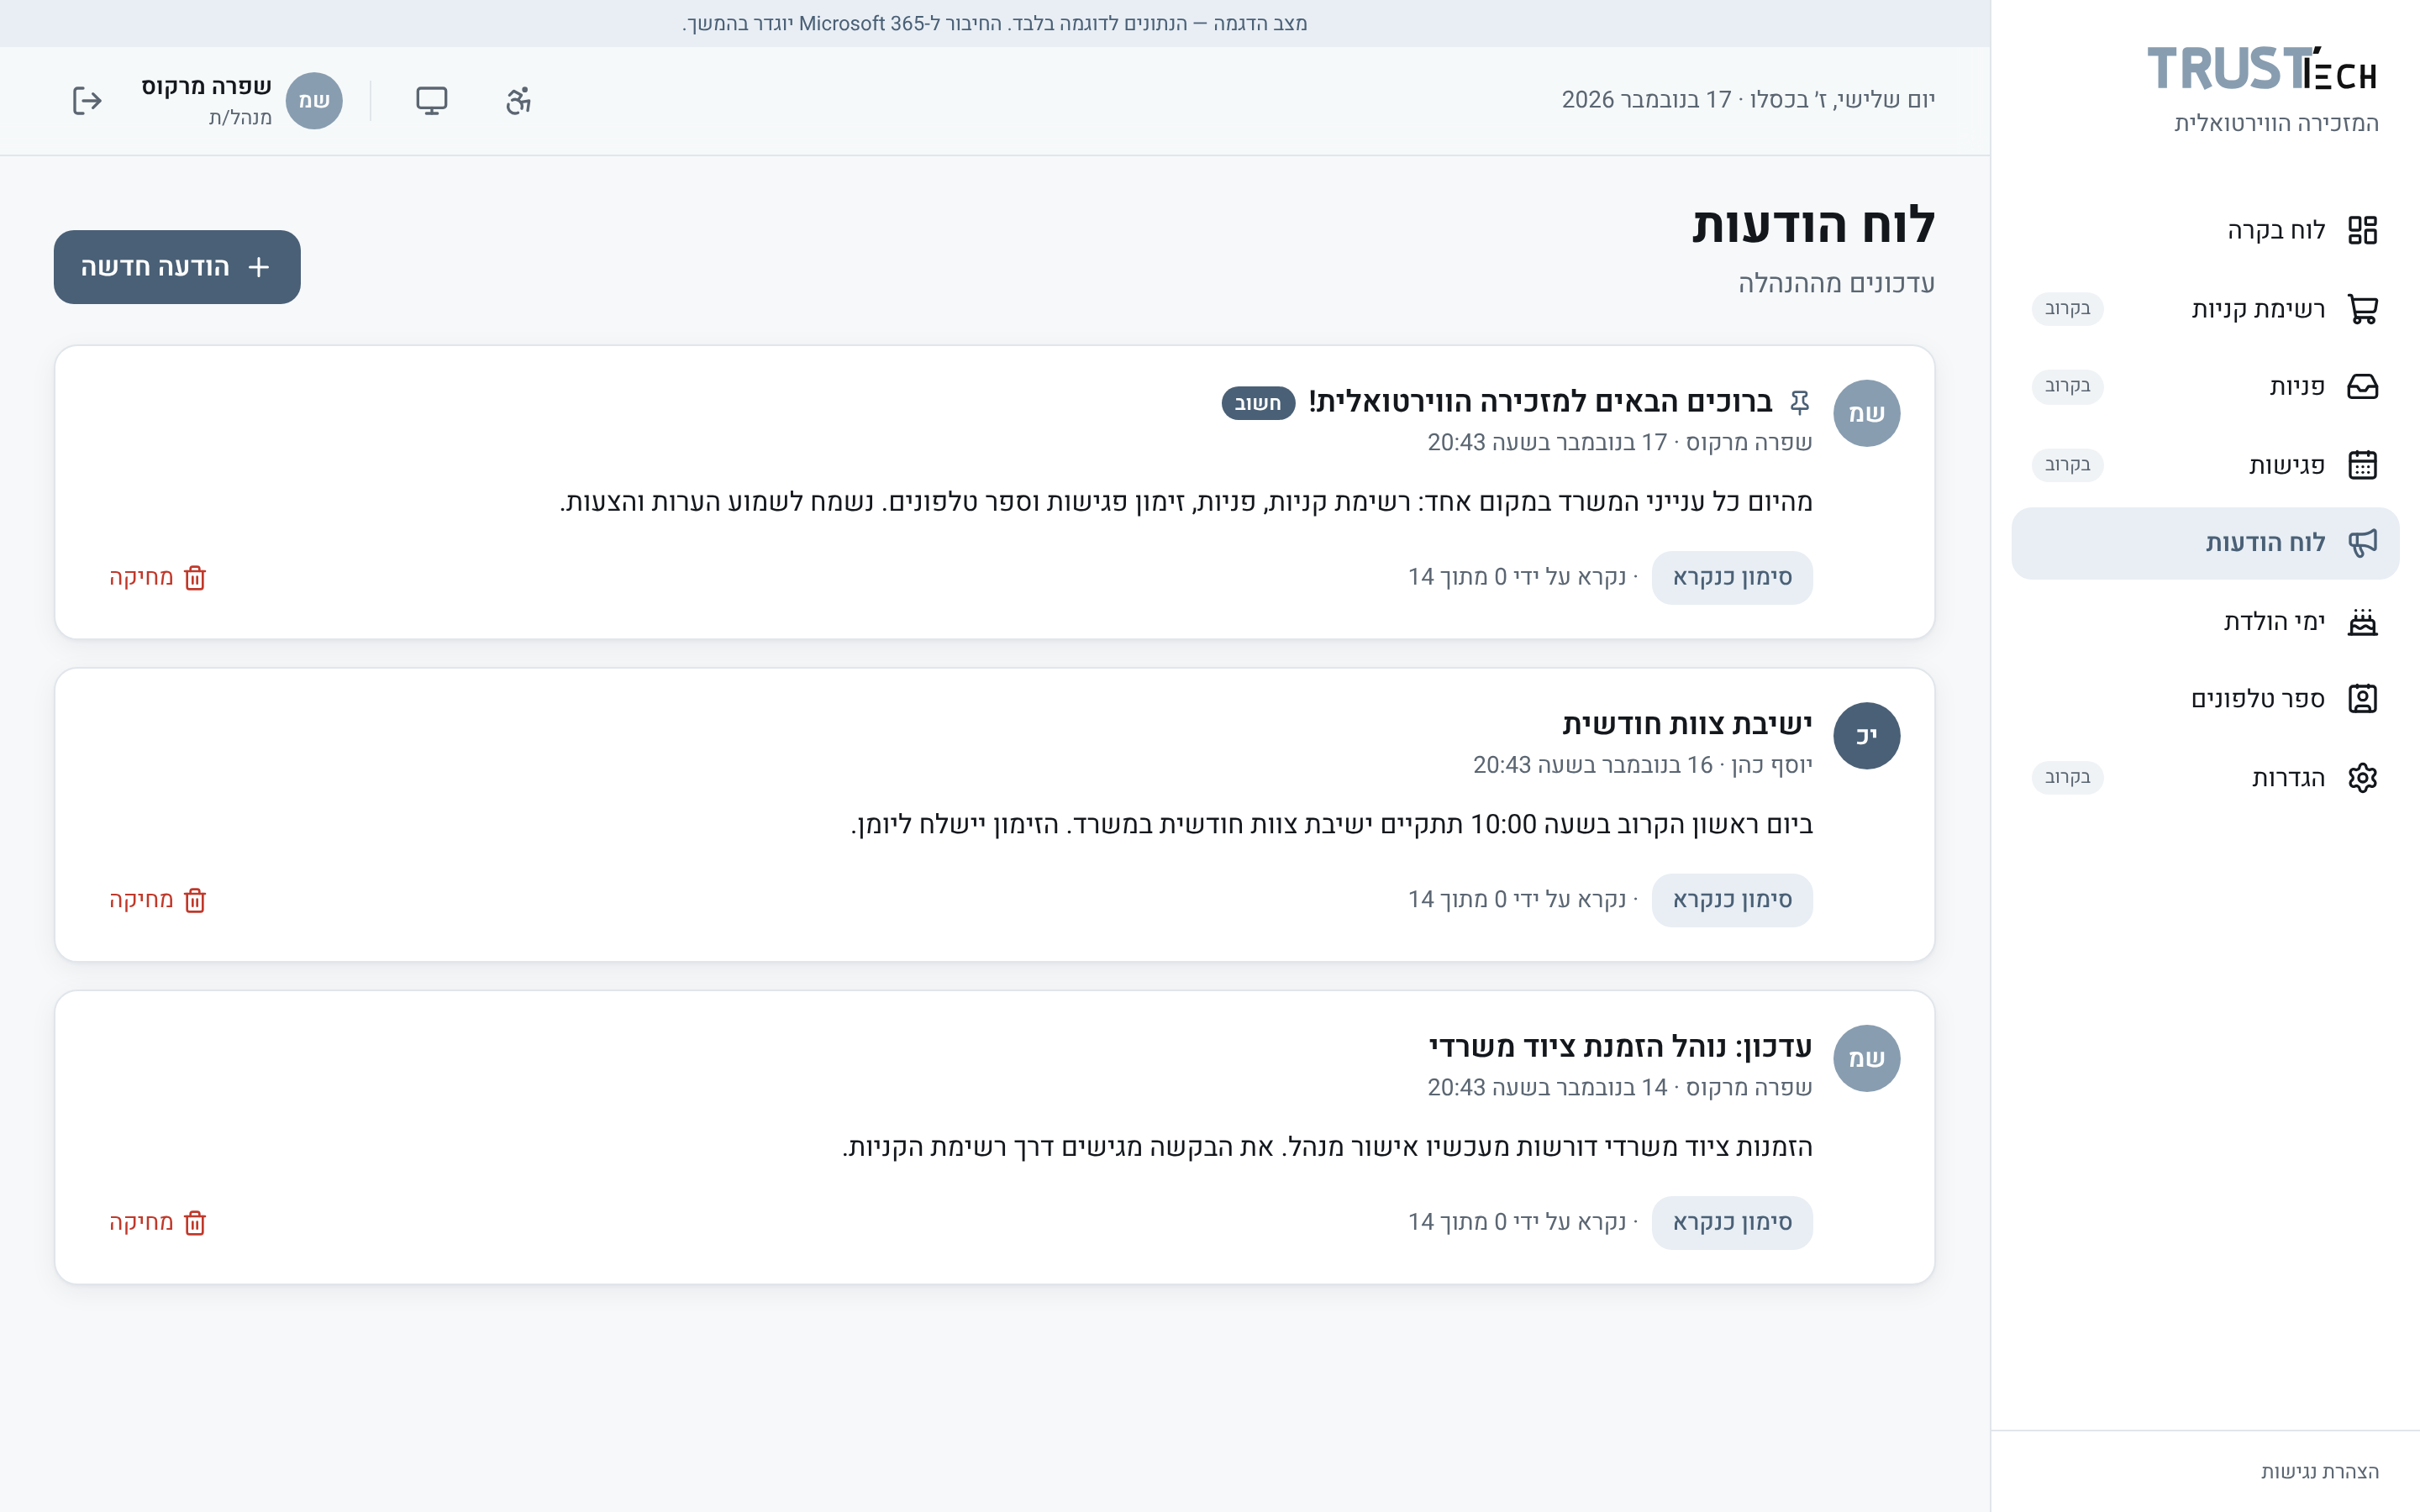 מצב הדגמה — הנתונים לדוגמה בלבד. החיבור ל-Microsoft 365 יוגדר בהמשך.
TRUST TECH
המזכירה הווירטואלית
לוח בקרה
רשימת קניות
בקרוב
פניות
בקרוב
פגישות
בקרוב
לוח הודעות
ימי הולדת
ספר טלפונים
הגדרות
בקרוב
הצהרת נגישות
יום שלישי, ז׳ בכסלו · 17 בנובמבר 2026
שמ
שפרה מרקוס
מנהל/ת
לוח הודעות
עדכונים מההנהלה
הודעה חדשה
שמ
ברוכים הבאים למזכירה הווירטואלית!
חשוב
שפרה מרקוס · 17 בנובמבר בשעה 20:43
מהיום כל ענייני המשרד במקום אחד: רשימת קניות, פניות, זימון פגישות וספר טלפונים. נשמח לשמוע הערות והצעות.
סימון כנקרא
· נקרא על ידי 0 מתוך 14
מחיקה
יכ
ישיבת צוות חודשית
יוסף כהן · 16 בנובמבר בשעה 20:43
ביום ראשון הקרוב בשעה 10:00 תתקיים ישיבת צוות חודשית במשרד. הזימון יישלח ליומן.
סימון כנקרא
· נקרא על ידי 0 מתוך 14
מחיקה
שמ
עדכון: נוהל הזמנת ציוד משרדי
שפרה מרקוס · 14 בנובמבר בשעה 20:43
הזמנות ציוד משרדי דורשות מעכשיו אישור מנהל. את הבקשה מגישים דרך רשימת הקניות.
סימון כנקרא
· נקרא על ידי 0 מתוך 14
מחיקה